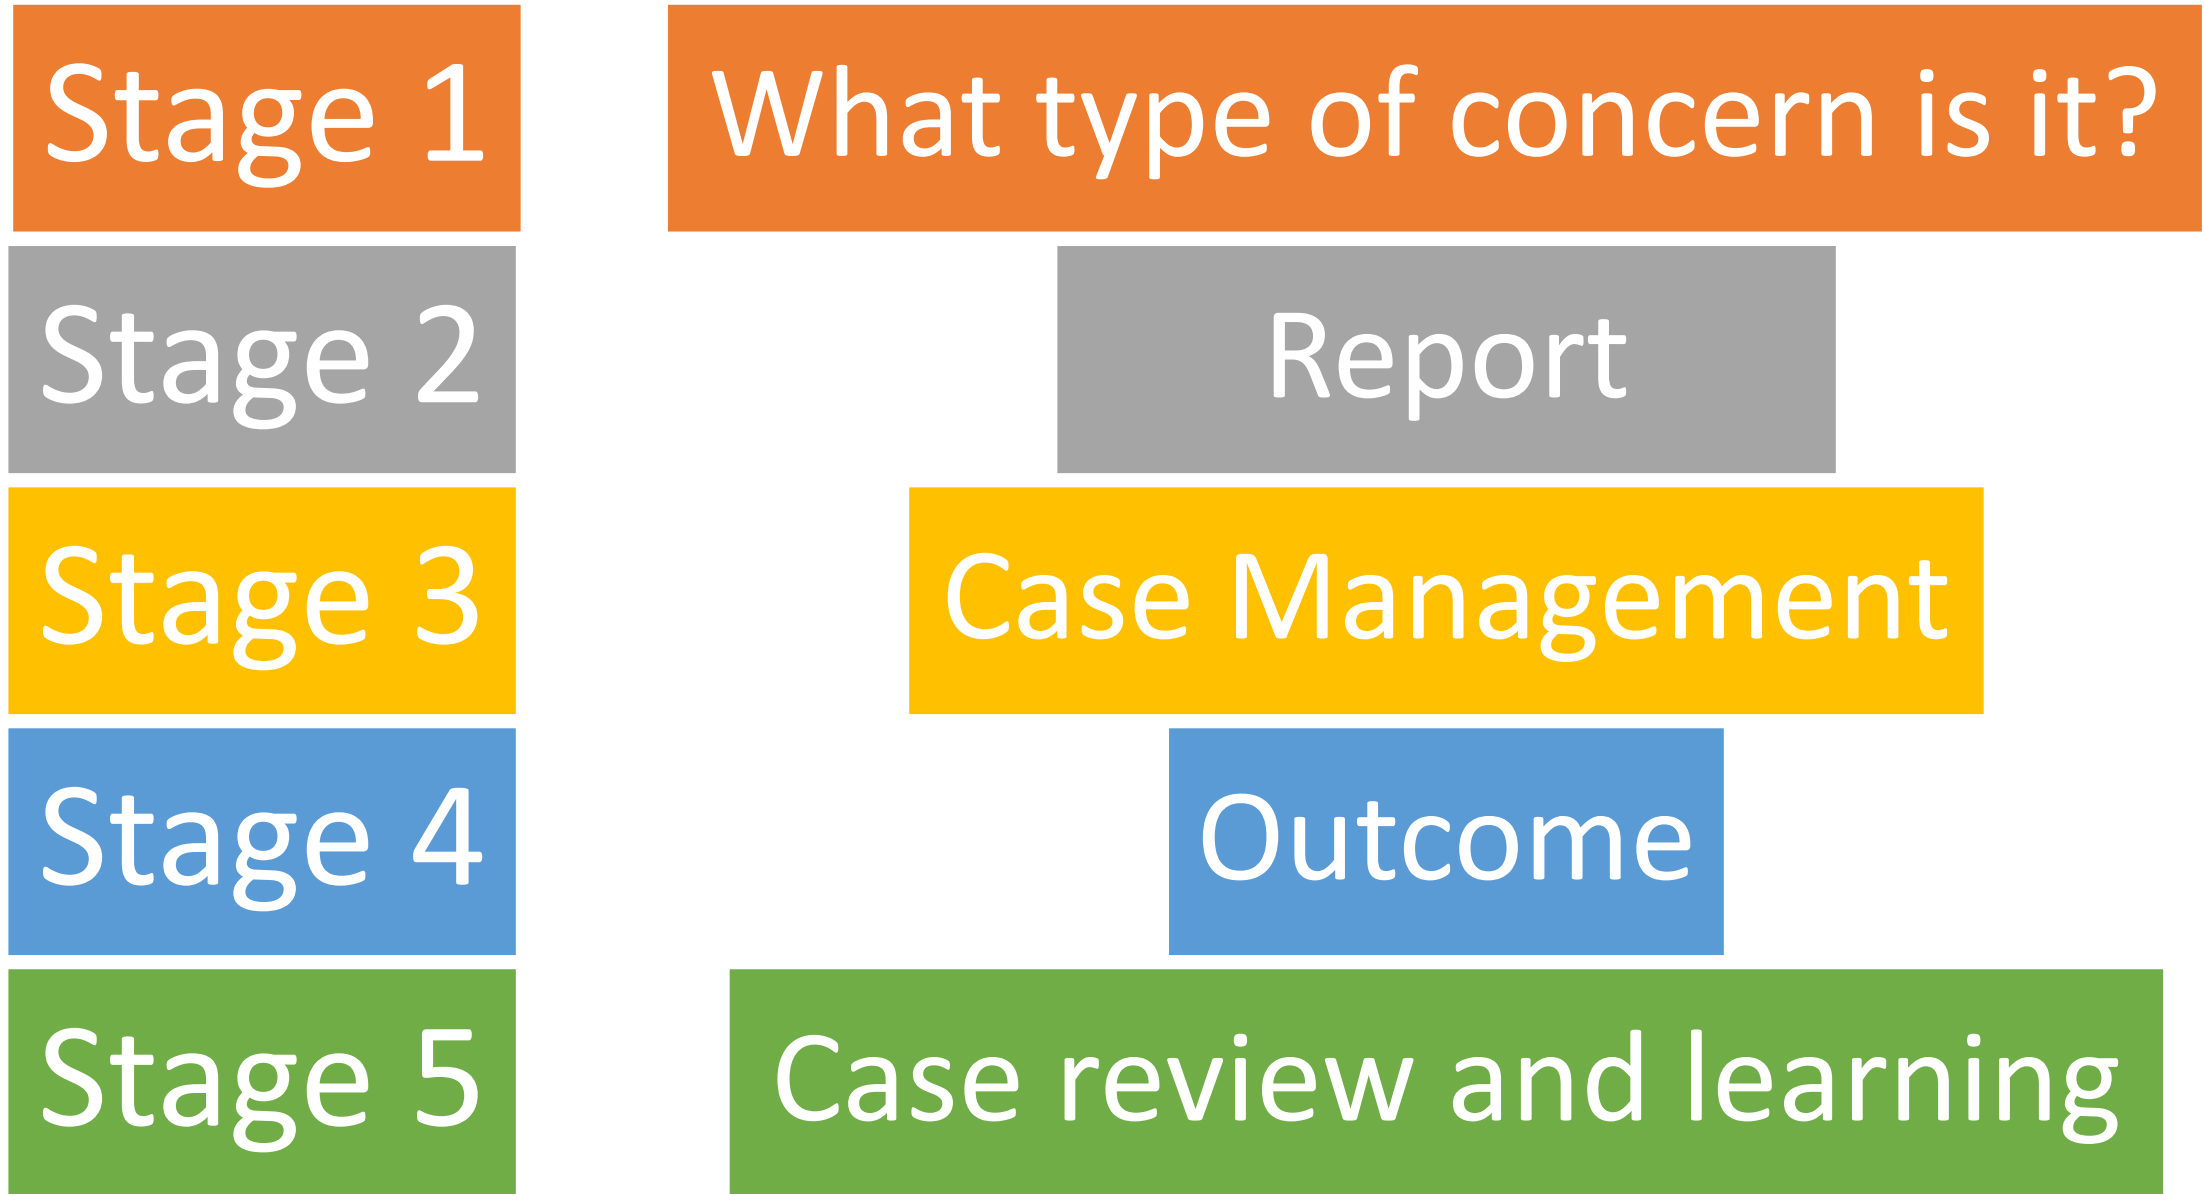 Stage 1
What type of concern is it?
Stage 2
Report
Stage 3
Case Management
Stage 4
Outcome
Stage 5
Case review and learning